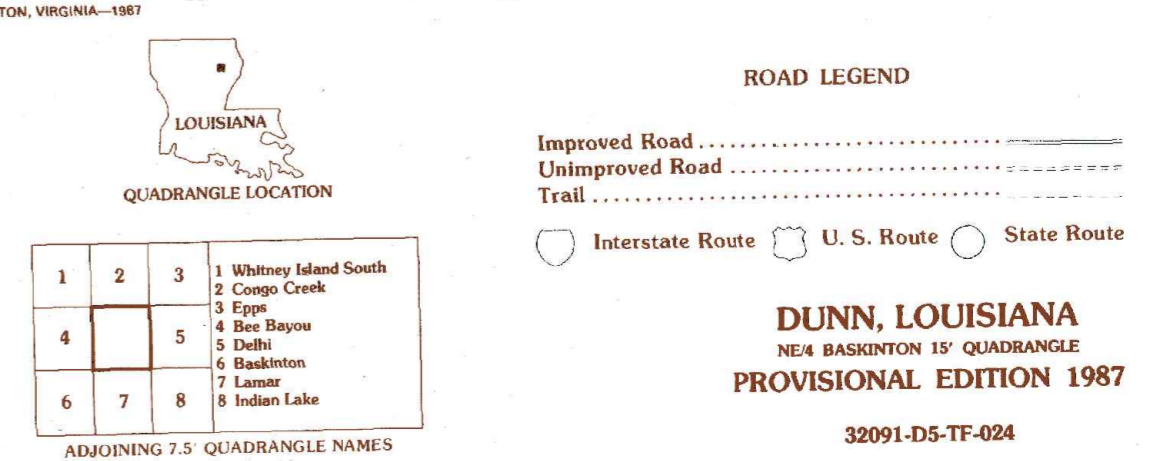 TON, VIRGINIA—1987
LOUISIANA
QUADRANGLE LOCATION
1 2 3
4 5
6 7 8
1 Whitney Island South
2 Congo Creek
3 Epps
4 Bee Bayou
5 Delhi
6 Baskinton
7 Lamar
8 Indian Lake
ADJOINING 7.5' QUADRANGLE NAMES
ROAD LEGEND
Improved Road
Unimproved Road
Trail
Interstate Route U. S. Route State Route
DUNN, LOUISIANA
NE/4 BASKINTON 15' QUADRANGLE
PROVISIONAL EDITION 1987
32091-D5-TF-024